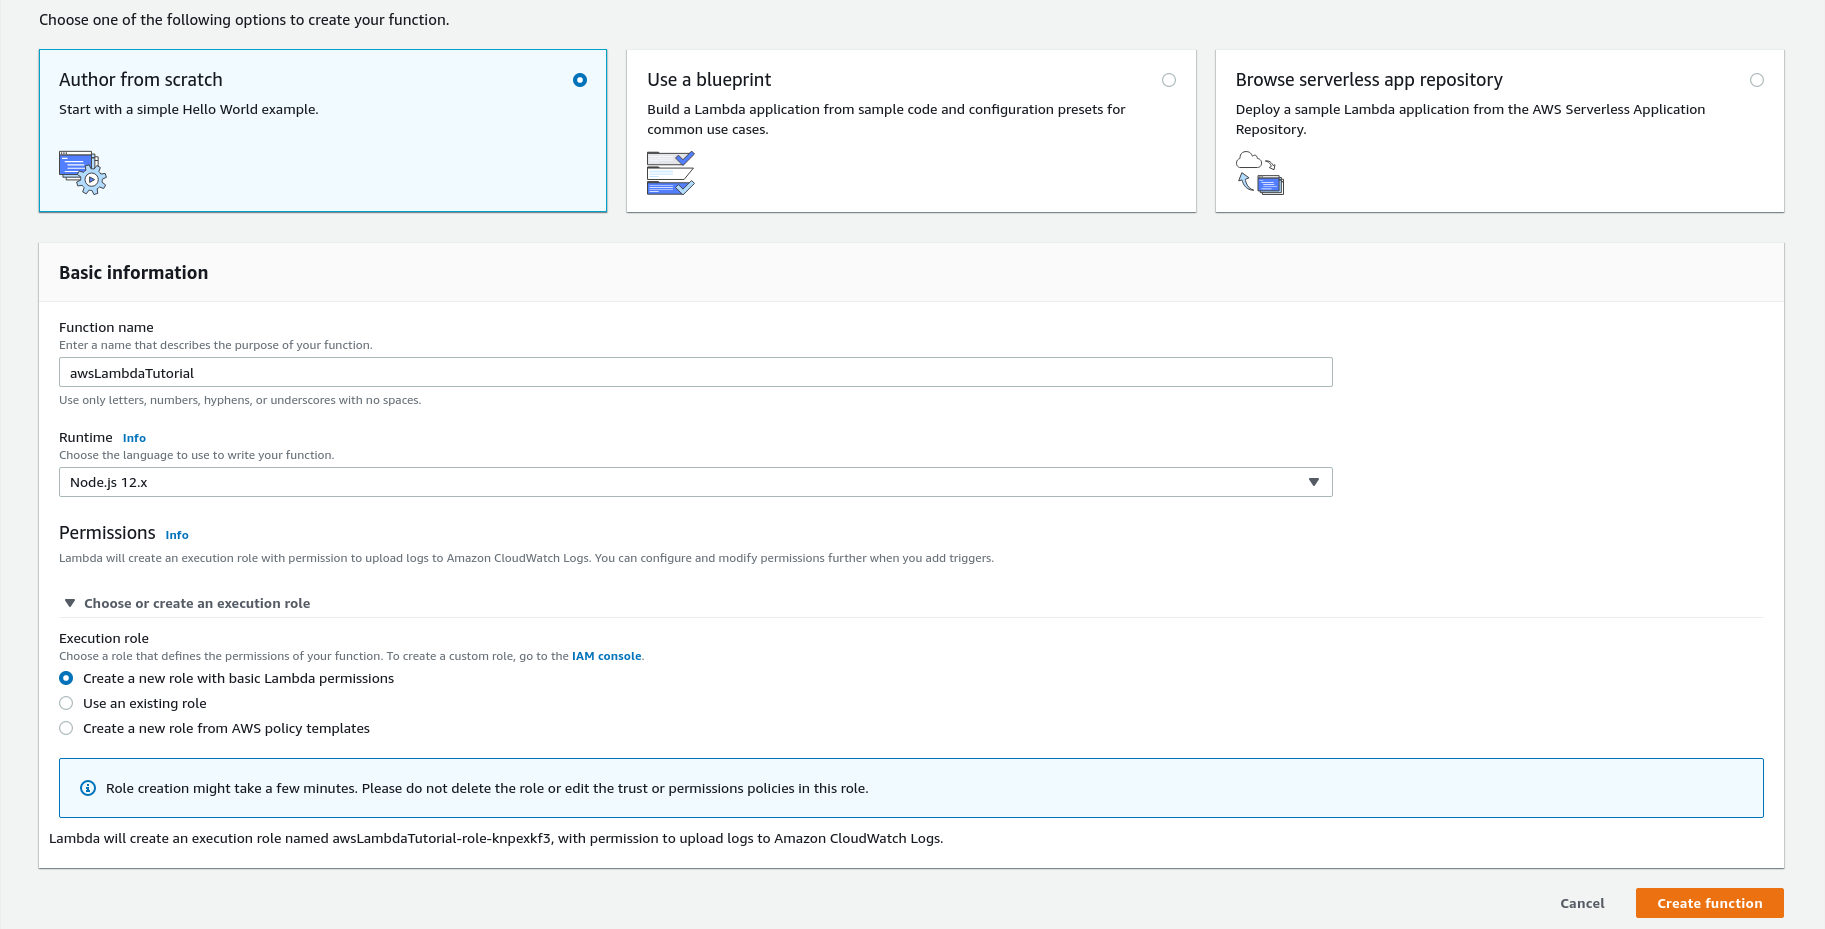 Choose one of the following options to create your function.
Author from scratch
Start with a simple Hello World example.
Use a blueprint
Build a Lambda application from sample code and configuration presets for
common use cases.
Browse serverless app repository
Deploy a sample Lambda application from the AWS Serverless Application
Repository.
Basic information
Function name
Enter a name that describes the purpose of your function.
awsLambdaTutorial
Use only letters, numbers, hyphens, or underscores with no spaces.
Runtime Info
Choose the language to use to write your function.
Node.js 12.x
Permissions Info
Lambda will create an execution role with permission to upload logs to Amazon CloudWatch Logs. You can configure and modify permissions further when you add triggers.
Choose or create an execution role
Execution role
Choose a role that defines the permissions of your function. To create a custom role, go to the IAM console.
Create a new role with basic Lambda permissions
Use an existing role
Create a new role from AWS policy templates
Role creation might take a few minutes. Please do not delete the role or edit the trust or permissions policies in this role.
Lambda will create an execution role named awsLambdaTutorial-role-knpexkf3, with permission to upload logs to Amazon CloudWatch Logs.
Cancel
Create function